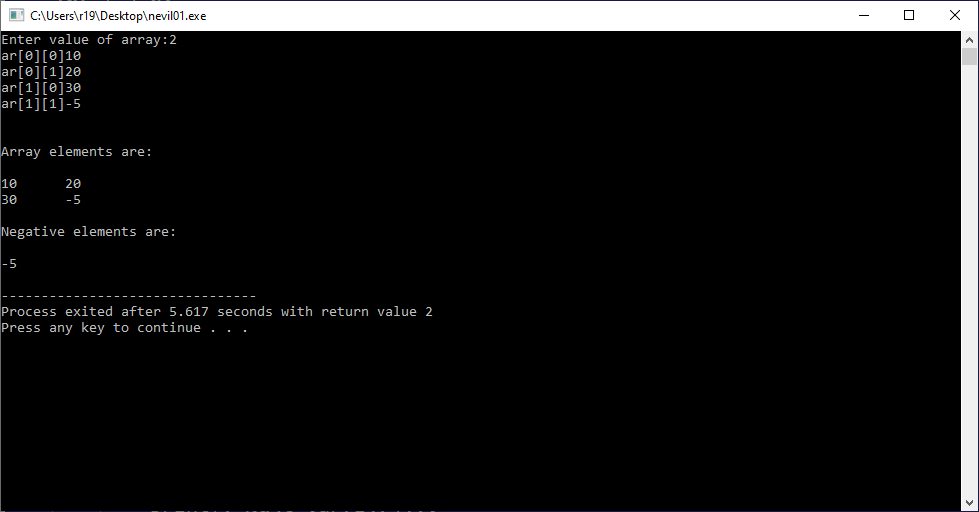 C:\Users\r19\Desktop\nevil01.exe
Enter value of array:2
ar[0][0]10
ar[0][1]20
ar[1][0]30
ar[1][1]-5
Array elements are:
10 20
30 -5
Negative elements are:
-5
--------------------------------
Process exited after 5.617 seconds with return value 2
Press any key to continue . . .